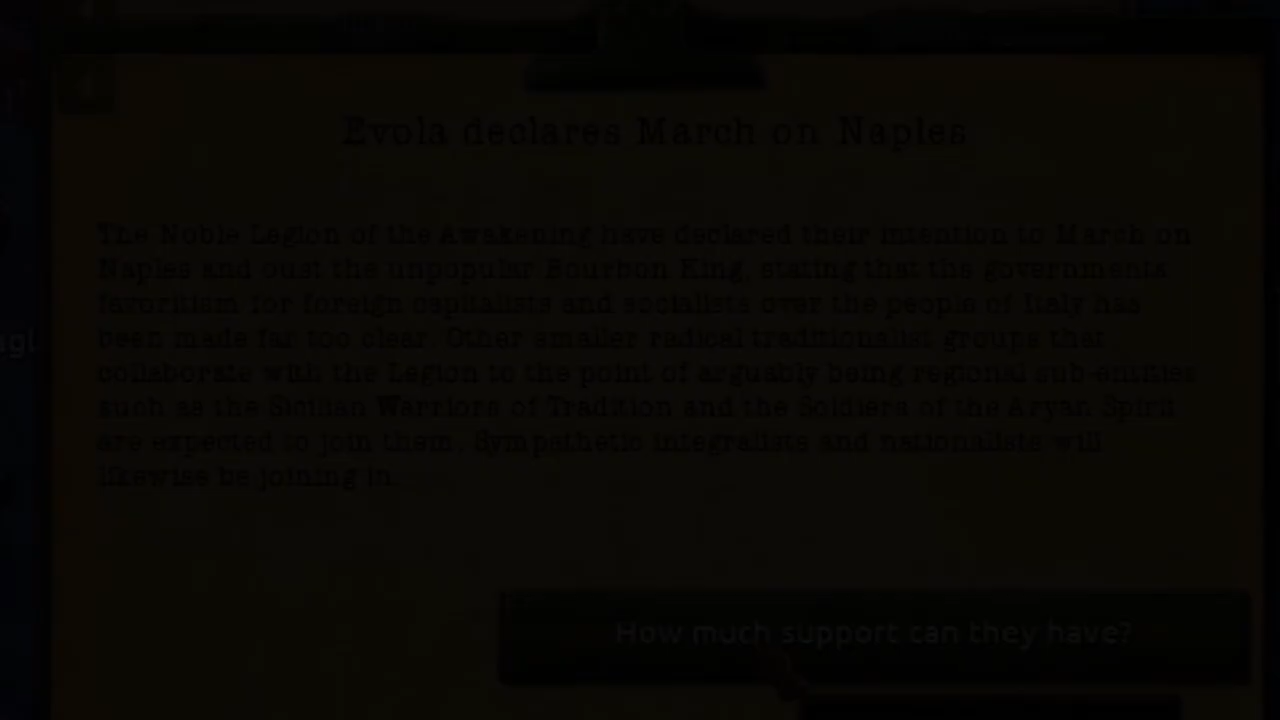 Evola declares March on Naples
The Noble Legion of the Awakening have declared their intention to March on
Naples and oust the unpopular Bourbon King, stating that the governments
favoritism for foreign capitalists and socialists over the people of Italy has
been made far too clear. Other smaller radical traditionalist groups that
collaborate with the Legion to the point of arguably being regional sub-entities
such as the Sicilian Warriors of Tradition and the Soldiers of the Aryan Spirit
are expected to join them. Sympathetic integralists and nationalists will
likewise be joining in.
How much support can they have?